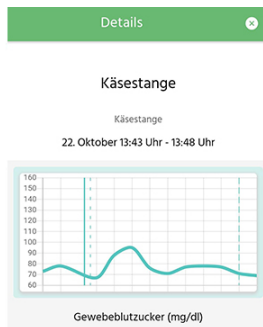 Details
Käsestange
Käsestange
22. Oktober 13:43 Uhr - 13:48 Uhr
160
150
140
130
120
110
100
90
80
70
60
Gewebeblutzucker (mg/dl)